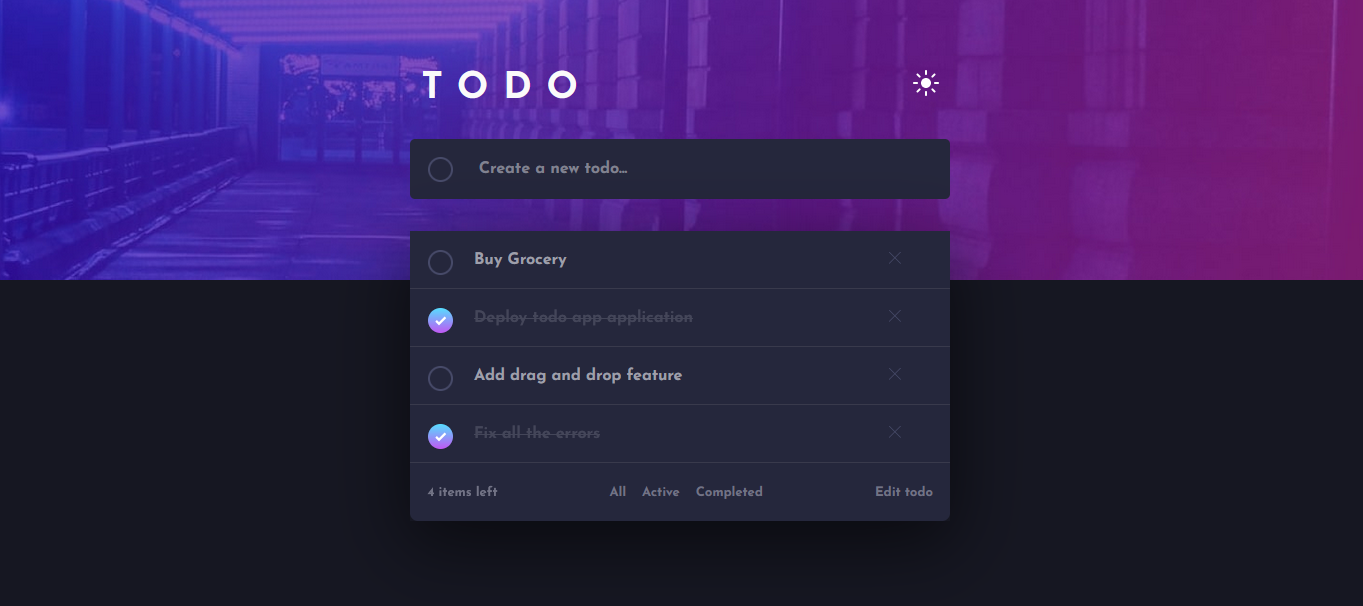 TODO
Create a new todo...
Buy Grocery
Deploy todo app application
Add drag and drop feature
Fix all the errors
4 items left All Active Completed Edit todo